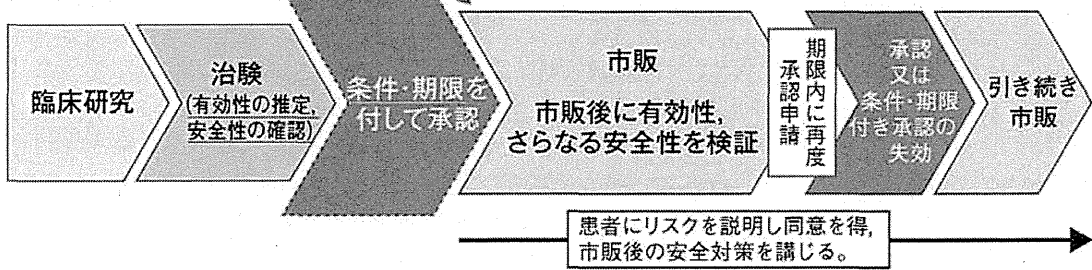 臨床研究
治験
(有効性の推定,
安全性の確認)
条件・期限を
付して承認
市販
市販後に有効性,
さらなる安全性を検証
期限内に再度
承認申請
承認
又は
条件・期限
付き承認の
失効
引き続き
市販
患者にリスクを説明し同意を得,
市販後の安全対策を講じる。